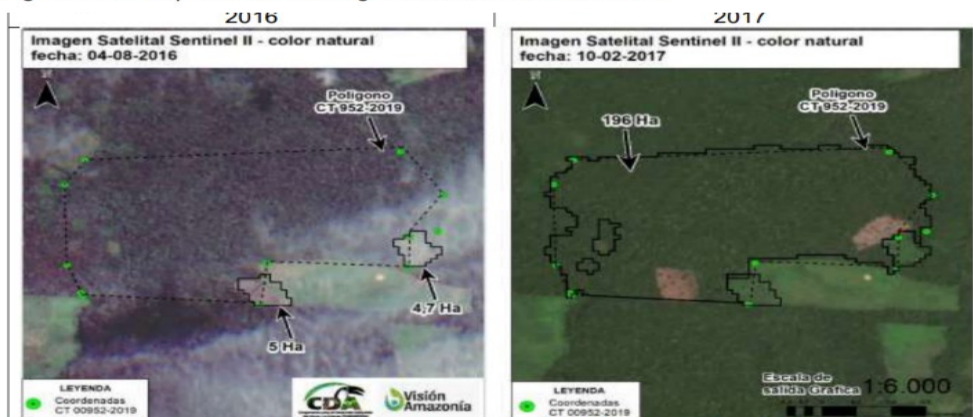 2016
2017
Imagen Satelital Sentinel II - color natural
fecha: 04-08-2016
Poligono
CT 952-2019
4,7 Ha
5 Ha
LEYENDA
Coordenadas
CT 00952-2019
CDA
Visión
Amazonía
Imagen Satelital Sentinel II - color natural
fecha: 10-02-2017
196 Ha
Poligono
CT 952-2019
LEYENDA
Coordenadas
CT 00952-2019
Escala de
salida Grafica
1:6.000